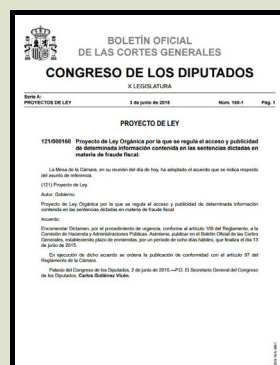 BOLETÍN OFICIAL
DE LAS CORTES GENERALES
CONGRESO DE LOS DIPUTADOS
X LEGISLATURA
Serie A:
PROYECTOS DE LEY
3 de junio de 2015
Núm. 160-1
Pág. 1
PROYECTO DE LEY
121/000160 Proyecto de Ley Orgánica por la que se regula el acceso y publicidad
de determinada información contenida en las sentencias dictadas en
materia de fraude fiscal.
La Mesa de la Cámara, en su reunión del día de hoy, ha adoptado el acuerdo que se indica respecto
del asunto de referencia.
(121) Proyecto de Ley.
Autor: Gobierno.
Proyecto de Ley Orgánica por la que se regula el acceso y publicidad de determinada información
contenida en las sentencias dictadas en materia de fraude fiscal.
Acuerdo:
Encomendar Dictamen, por el procedimiento de urgencia, conforme al artículo 109 del Reglamento, a la
Comisión de Hacienda y Administraciones Públicas. Asimismo, publicar en el Boletín Oficial de las Cortes
Generales, estableciendo plazo de enmiendas, por un período de ocho días hábiles, que finaliza el día 13
de junio de 2015.
En ejecución de dicho acuerdo se ordena la publicación de conformidad con el artículo 97 del
Reglamento de la Cámara.
Palacio del Congreso de los Diputados, 2 de junio de 2015.—P.D. El Secretario General del Congreso
de los Diputados, Carlos Gutiérrez Vicén.